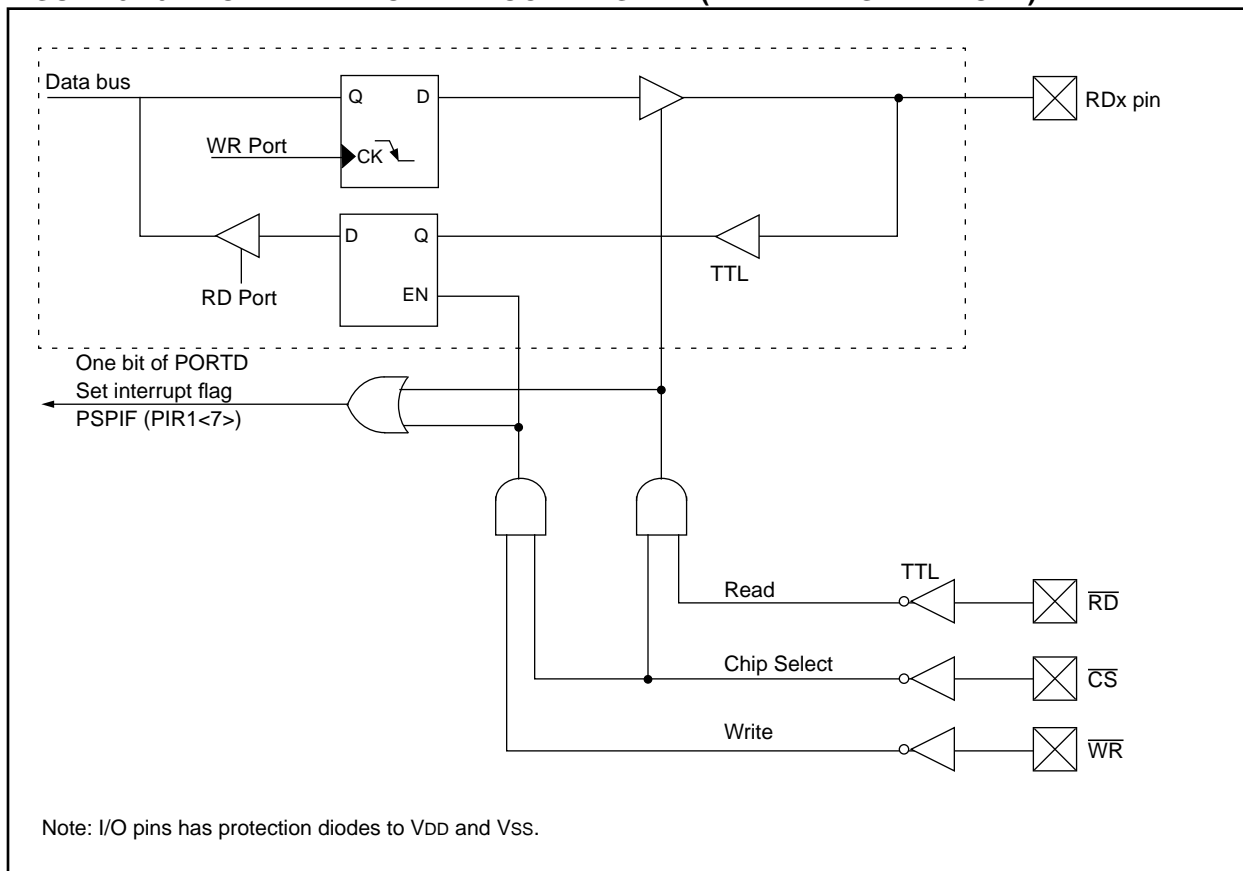 Data bus
Q D
RDx pin
WR Port
CK
D Q
TTL
RD Port
EN
One bit of PORTD
Set interrupt flag
PSPIF (PIR1<7>)
TTL
Read
RD
Chip Select
CS
Write
WR
Note: I/O pins has protection diodes to VDD and VSS.